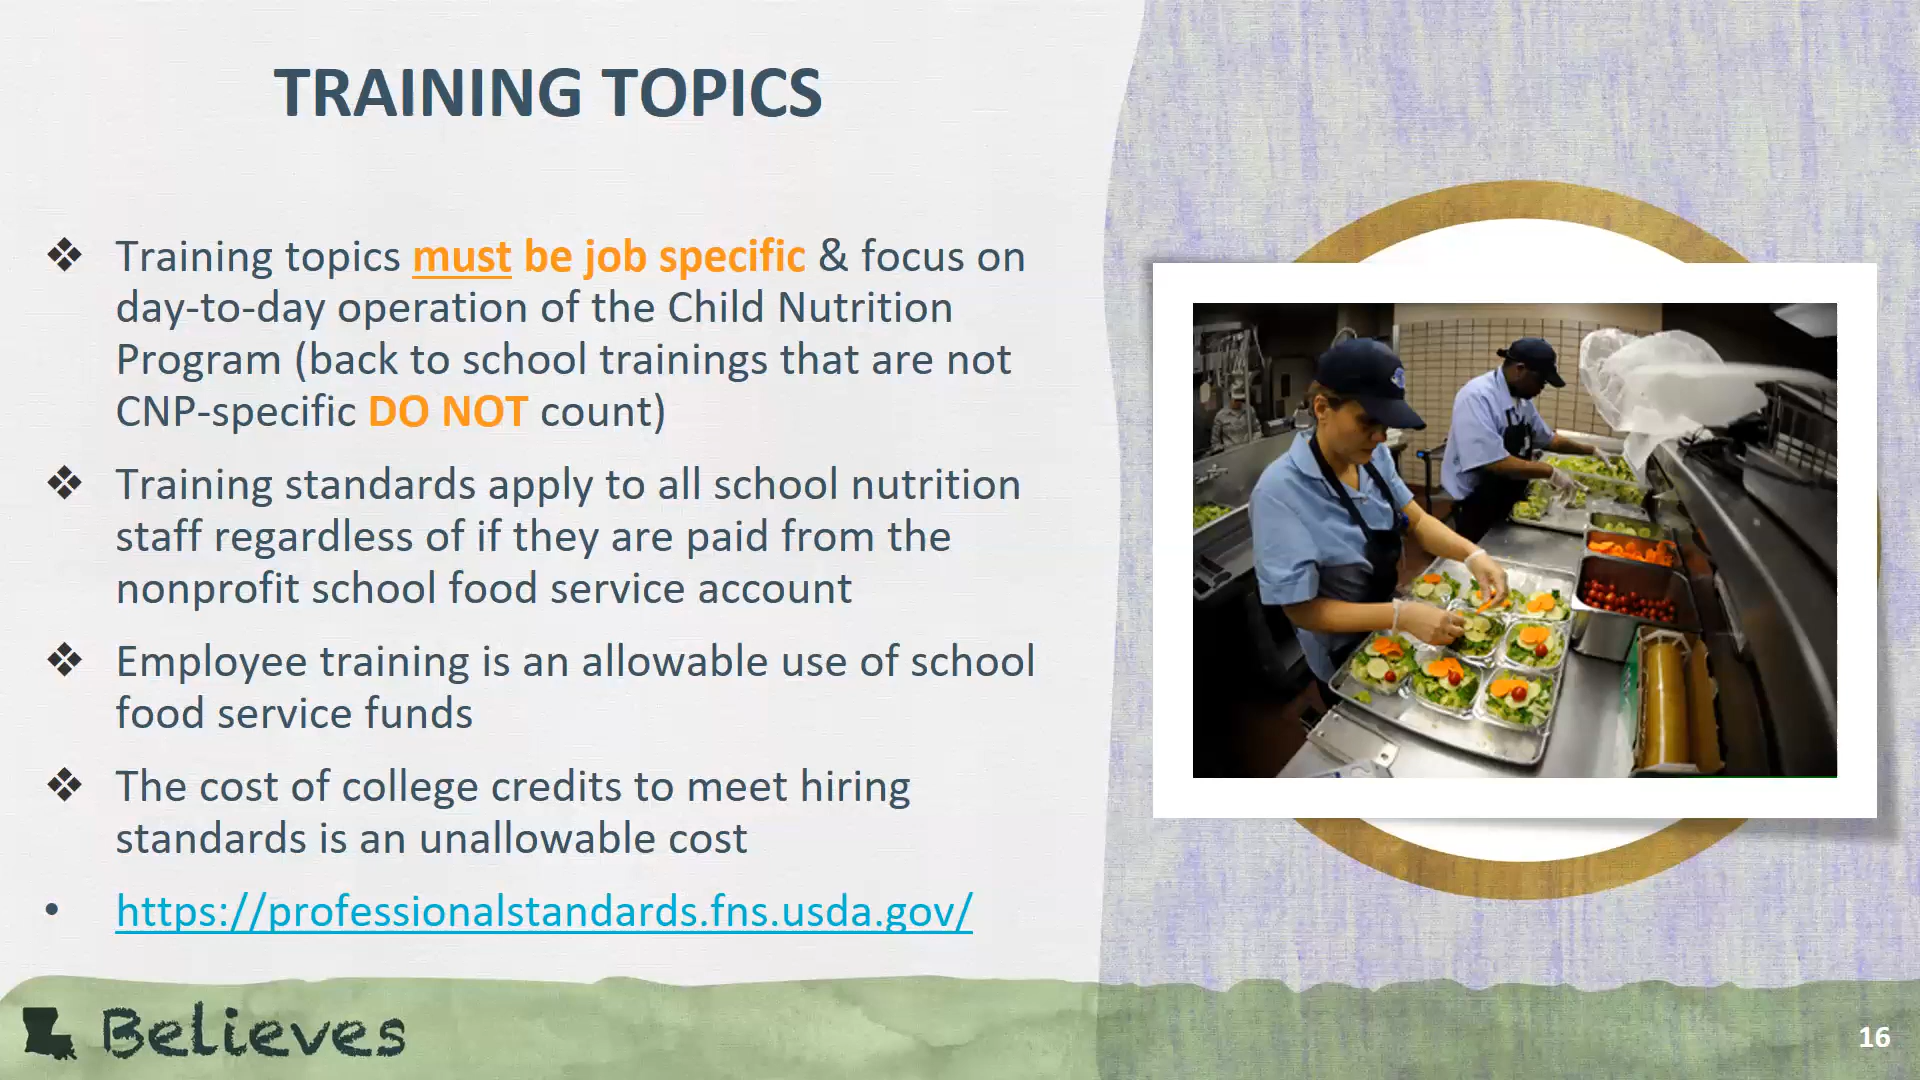 TRAINING TOPICS
❖ Training topics must be job specific & focus on
day-to-day operation of the Child Nutrition
Program (back to school trainings that are not
CNP-specific DO NOT count)
❖ Training standards apply to all school nutrition
staff regardless of if they are paid from the
nonprofit school food service account
❖ Employee training is an allowable use of school
food service funds
❖ The cost of college credits to meet hiring
standards is an unallowable cost
• https://professionalstandards.fns.usda.gov/
Believes
16